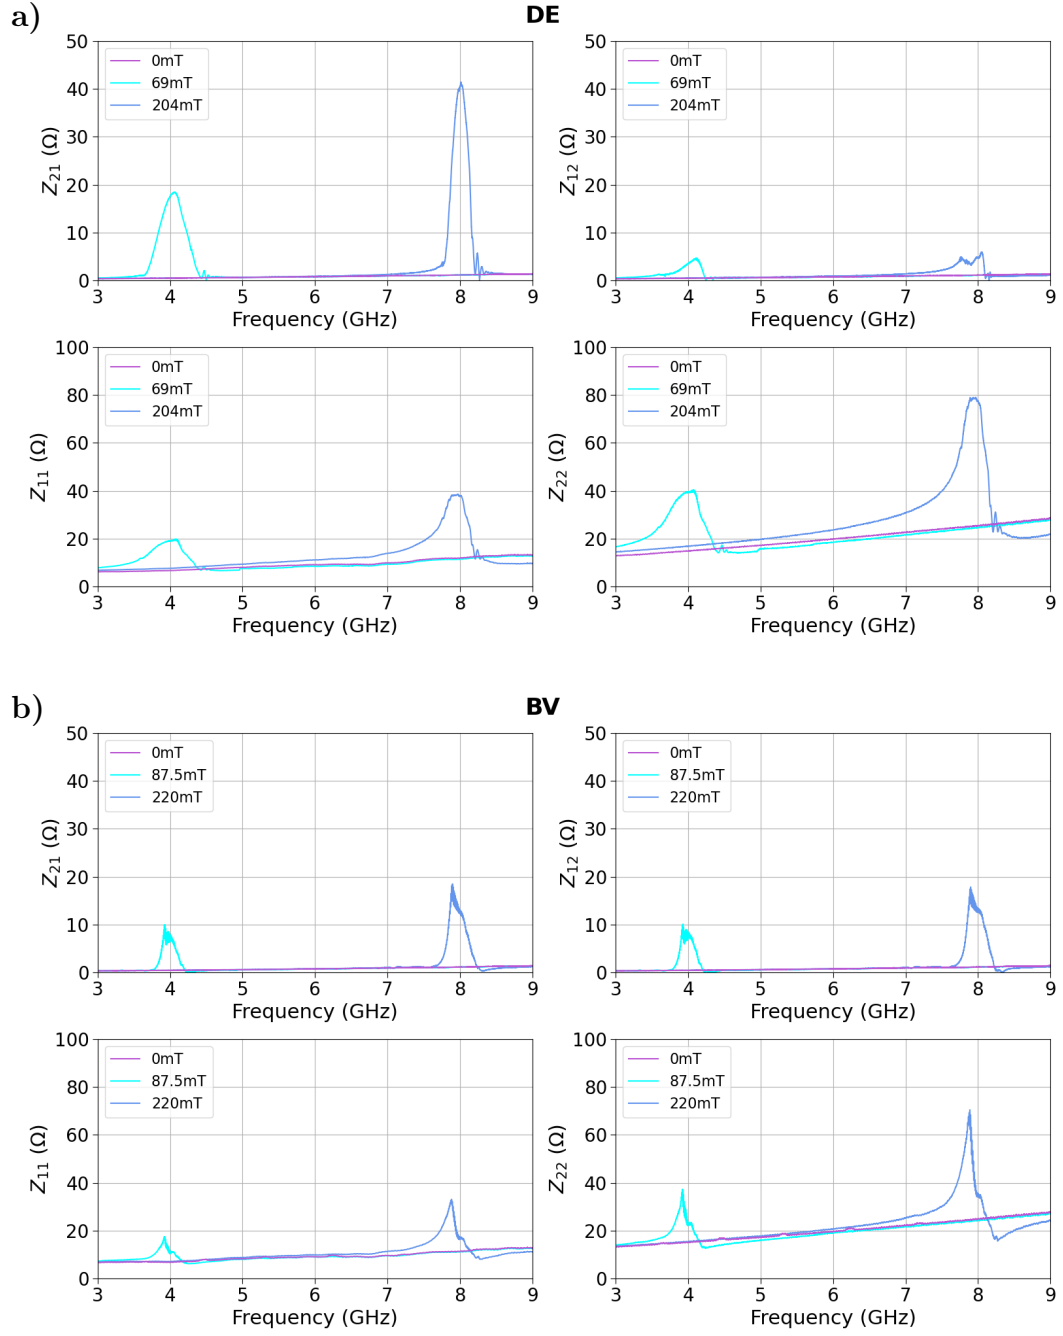 a)
DE
50
40
30
20
10
0
Z21 (Ω)
0mT
69mT
204mT
3 4 5 6 7 8 9
Frequency (GHz)
50
40
30
20
10
0
Z12 (Ω)
0mT
69mT
204mT
3 4 5 6 7 8 9
Frequency (GHz)
100
80
60
40
20
0
Z11 (Ω)
0mT
69mT
204mT
3 4 5 6 7 8 9
Frequency (GHz)
100
80
60
40
20
0
Z22 (Ω)
0mT
69mT
204mT
3 4 5 6 7 8 9
Frequency (GHz)
b)
BV
50
40
30
20
10
0
Z21 (Ω)
0mT
87.5mT
220mT
3 4 5 6 7 8 9
Frequency (GHz)
50
40
30
20
10
0
Z12 (Ω)
0mT
87.5mT
220mT
3 4 5 6 7 8 9
Frequency (GHz)
100
80
60
40
20
0
Z11 (Ω)
0mT
87.5mT
220mT
3 4 5 6 7 8 9
Frequency (GHz)
100
80
60
40
20
0
Z22 (Ω)
0mT
87.5mT
220mT
3 4 5 6 7 8 9
Frequency (GHz)